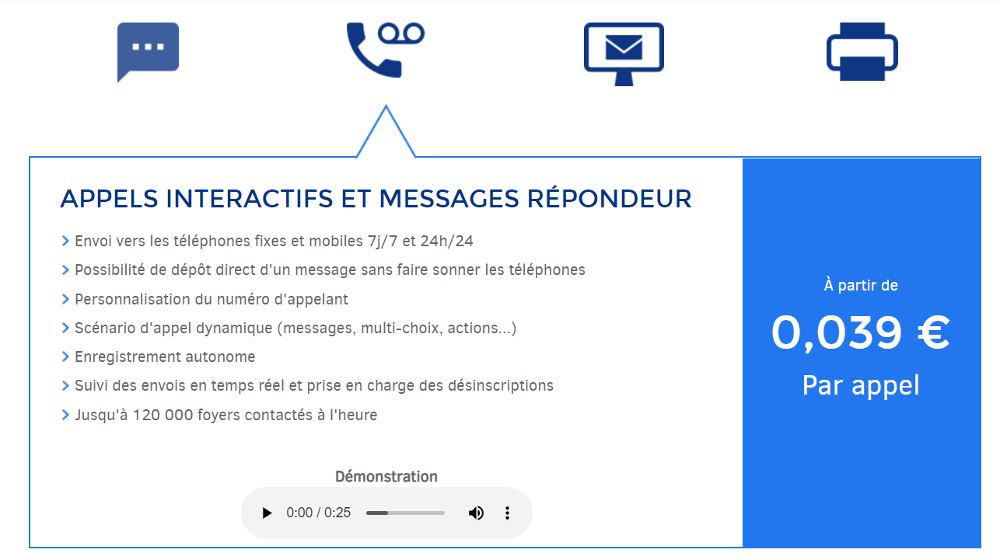 APPELS INTERACTIFS ET MESSAGES RÉPONDEUR
Envoi vers les téléphones fixes et mobiles 7j/7 et 24h/24
Possibilité de dépôt direct d'un message sans faire sonner les téléphones
Personnalisation du numéro d'appelant
Scénario d'appel dynamique (messages, multi-choix, actions...)
Enregistrement autonome
Suivi des envois en temps réel et prise en charge des désinscriptions
Jusqu'à 120 000 foyers contactés à l'heure
Démonstration
0:00 / 0:25
À partir de
0,039 €
Par appel